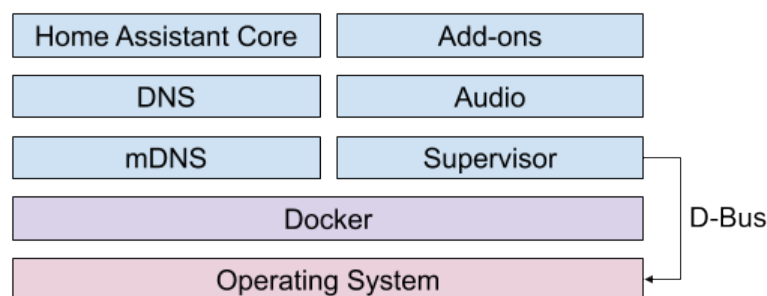 Home Assistant Core
Add-ons
DNS
Audio
mDNS
Supervisor
Docker
D-Bus
Operating System